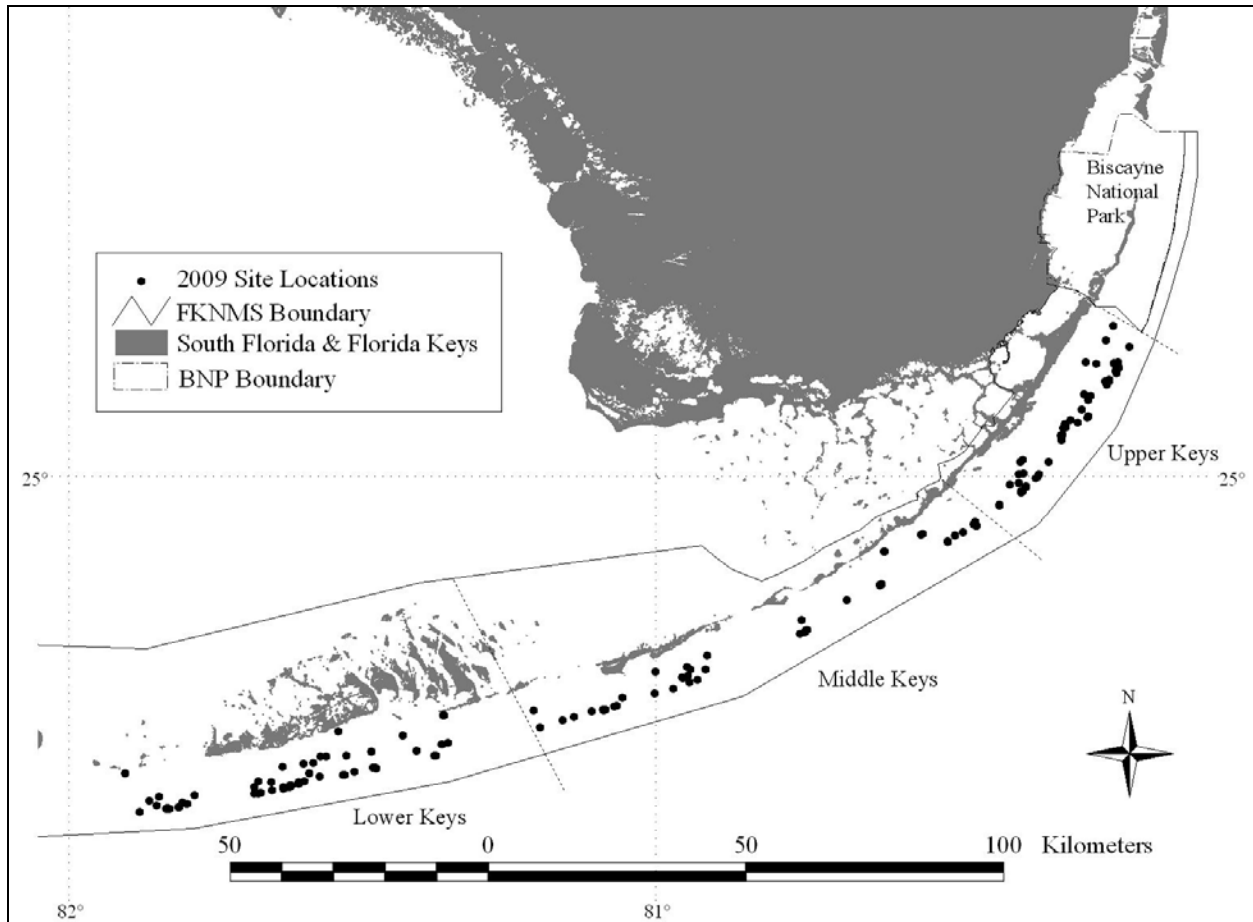 Biscayne
National
Park
2009 Site Locations
FKNMS Boundary
South Florida & Florida Keys
BNP Boundary
Upper Keys
25°
25°
Middle Keys
N
Lower Keys
50 0 50 100 Kilometers
82° 81°